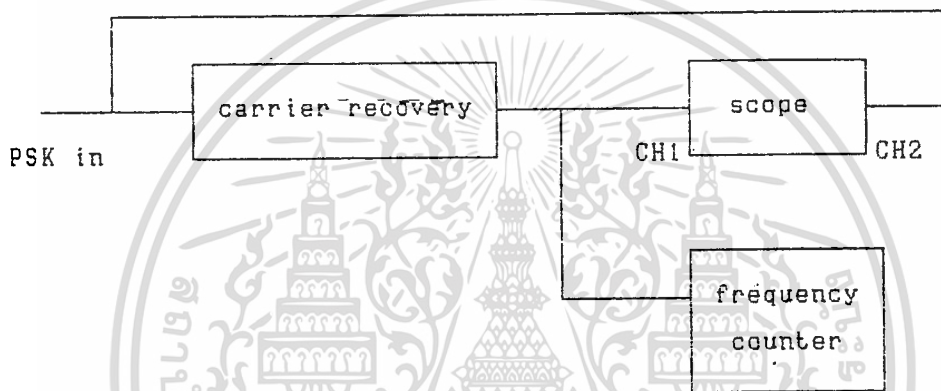 carrier recovery
scope
PSK in
CH1
CH2
frequency
counter